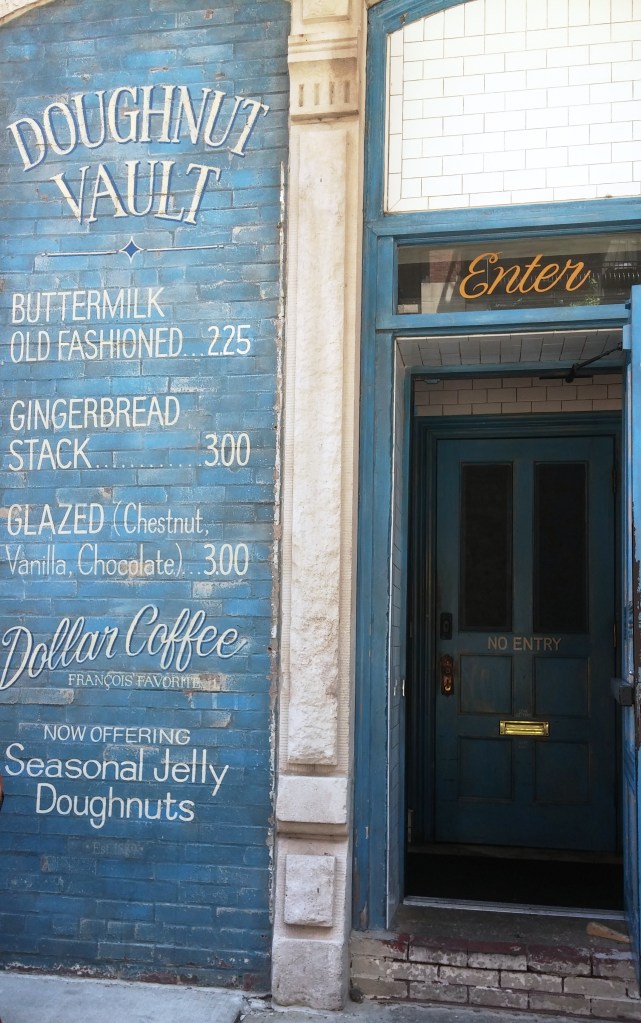 DOUGHNUT
VAULT
BUTTERMILK
OLD FASHIONED...2.25
GINGERBREAD
STACK.............3.00
GLAZED (Chestnut,
Vanilla, Chocolate)...3.00
Dollar Coffee
FRANÇOIS' FAVORITE
NOW OFFERING
Seasonal Jelly
Doughnuts
Enter
NO ENTRY